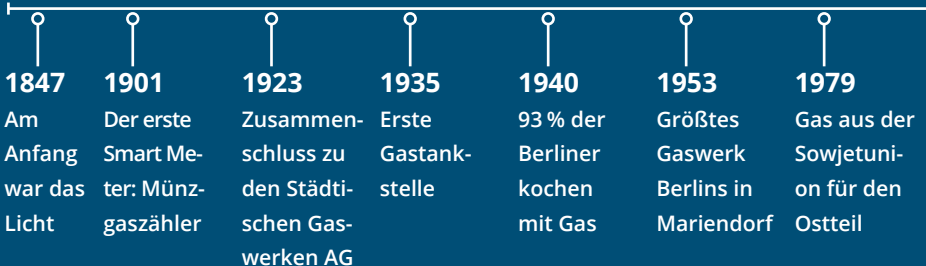 1847
Am
Anfang
war das
Licht
1901
Der erste
Smart Me-
ter: Münz-
gaszähler
1923
Zusammen-
schluss zu
den Städti-
schen Gas-
werken AG
1935
Erste
Gastank-
stelle
1940
93 % der
Berliner
kochen
mit Gas
1953
Größtes
Gaswerk
Berlins in
Mariendorf
1979
Gas aus der
Sowjetuni-
on für den
Ostteil